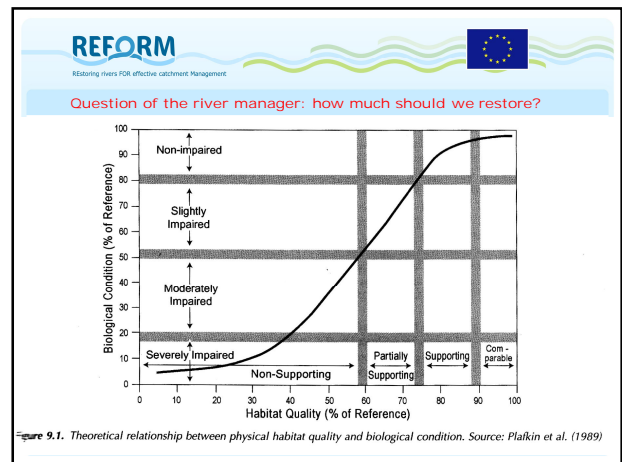 REFORM
REstoring rivers FOR effective catchment Management
Question of the river manager: how much should we restore?
Biological Condition (% of Reference)
100
90
80
70
60
50
40
30
20
10
0
Non-impaired
Slightly
Impaired
Moderately
Impaired
Severely Impaired
Non-Supporting
Partially
Supporting
Supporting
Com -
parable
0 10 20 30 40 50 60 70 80 90 100
Habitat Quality (% of Reference)
9.1. Theoretical relationship between physical habitat quality and biological condition. Source: Plafkin et al. (1989)